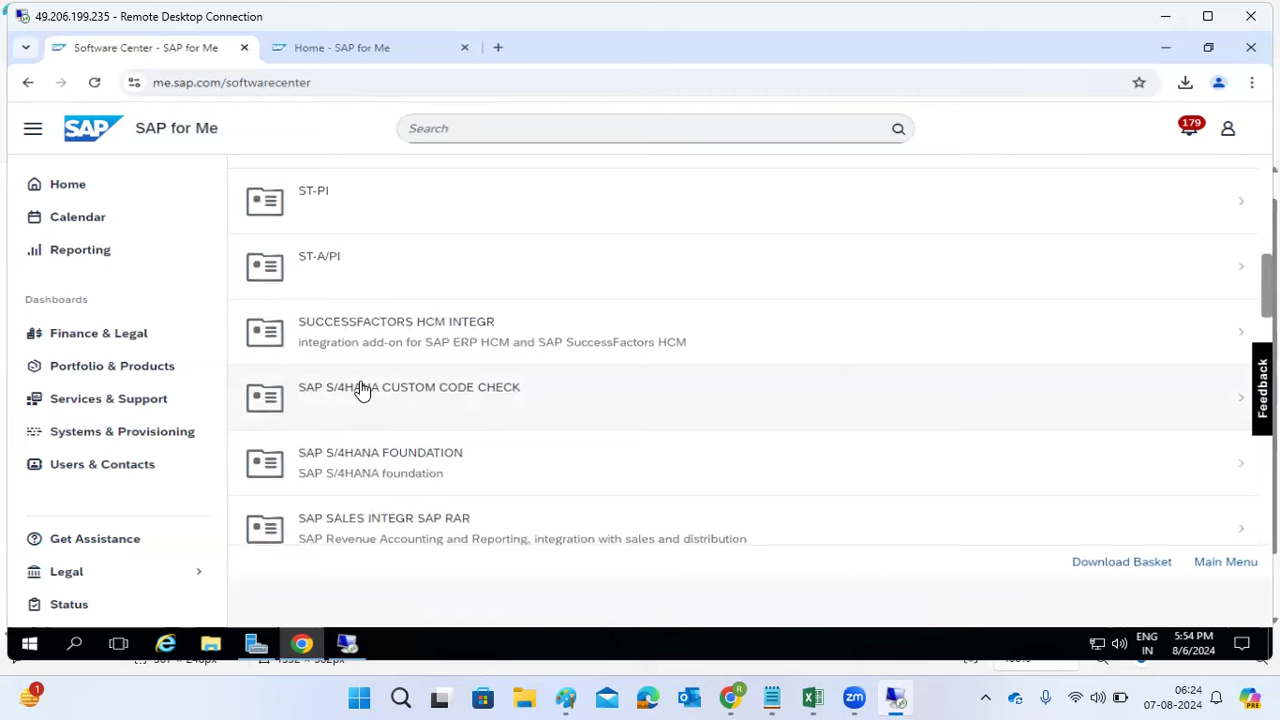 49.206.199.235 - Remote Desktop Connection
Software Center - SAP for Me
Home - SAP for Me
me.sap.com/softwarecenter
SAP
SAP for Me
Search
179
Home
Calendar
Reporting
Dashboards
Finance & Legal
Portfolio & Products
Services & Support
Systems & Provisioning
Users & Contacts
Get Assistance
Legal
Status
ST-PI
ST-A/PI
SUCCESSFACTORS HCM INTEGR
integration add-on for SAP ERP HCM and SAP SuccessFactors HCM
SAP S/4HANA CUSTOM CODE CHECK
SAP S/4HANA FOUNDATION
SAP S/4HANA foundation
SAP SALES INTEGR SAP RAR
SAP Revenue Accounting and Reporting, integration with sales and distribution
Download Basket
Main Menu
Feedback
ENG
IN
5:54 PM
8/6/2024
1
zm
PRE
06:24
07-08-2024